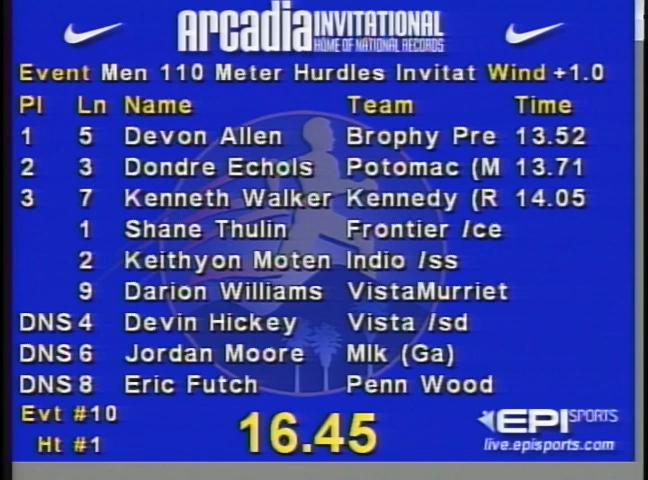 Arcadia INVITATIONAL
HOME OF NATIONAL RECORDS
Event Men 110 Meter Hurdles Invitat Wind +1.0
Pl Ln Name Team Time
1 5 Devon Allen Brophy Pre 13.52
2 3 Dondre Echols Potomac (M 13.71
3 7 Kenneth Walker Kennedy (R 14.05
1 Shane Thulin Frontier /ce
2 Keithyon Moten Indio /ss
9 Darion Williams VistaMurriet
DNS 4 Devin Hickey Vista /sd
DNS 6 Jordan Moore Mlk (Ga)
DNS 8 Eric Futch Penn Wood
Evt #10
Ht #1
16.45
EPI SPORTS
live.episports.com